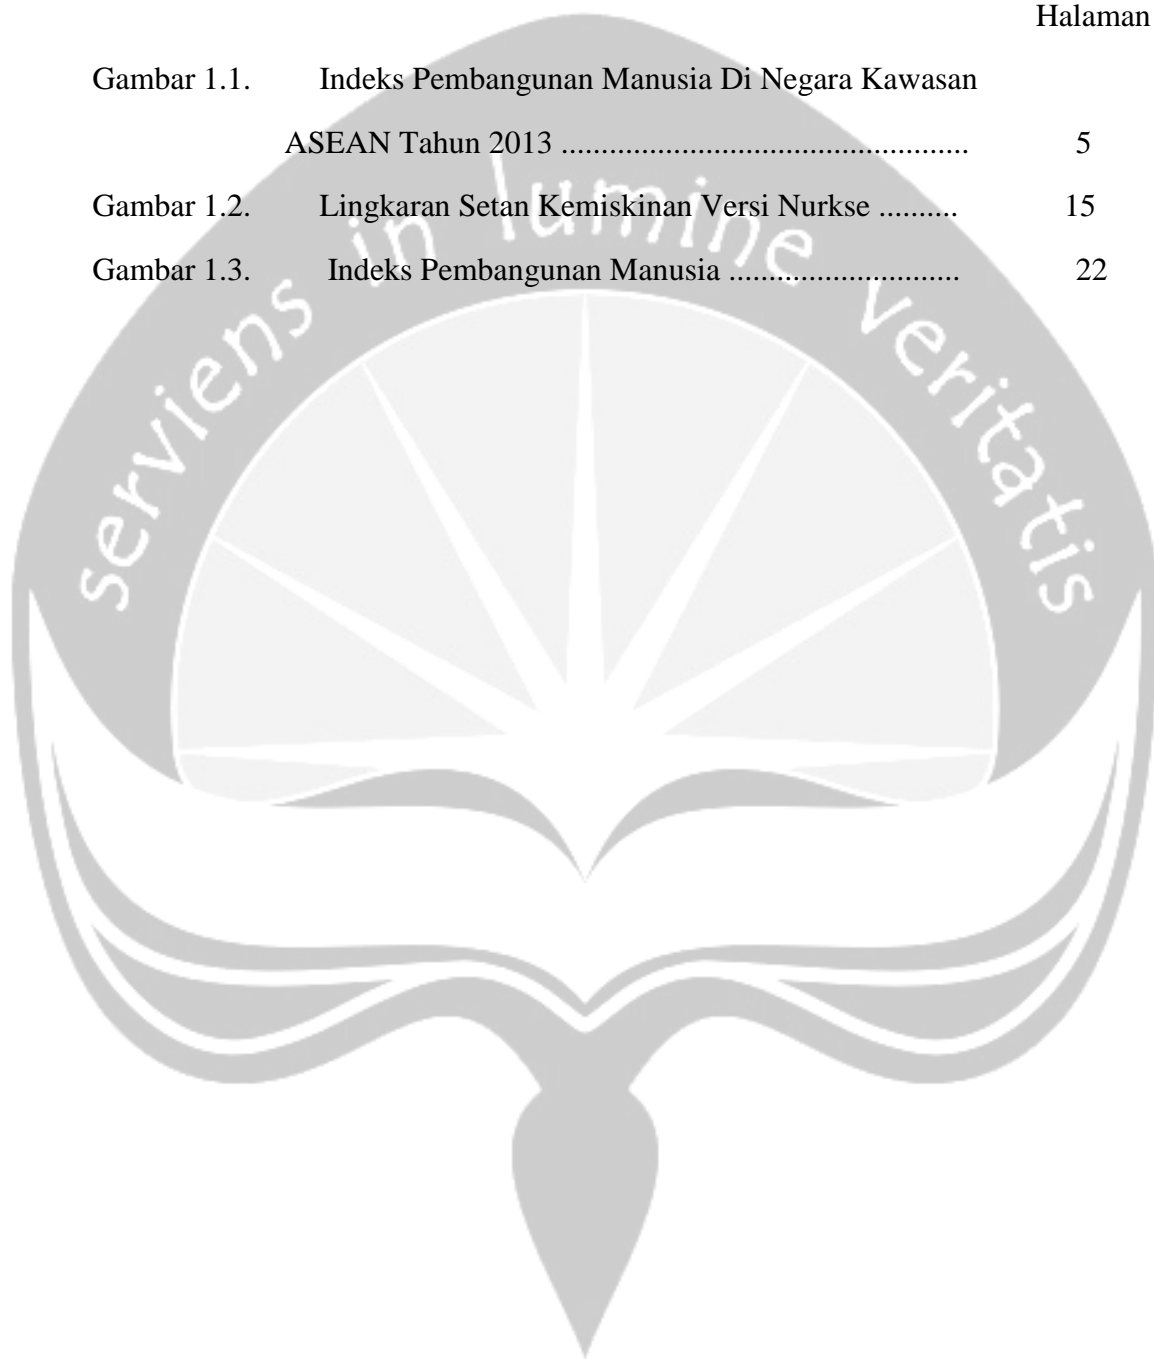 Halaman
Gambar 1.1. Indeks Pembangunan Manusia Di Negara Kawasan
ASEAN Tahun 2013 ................................................... 5
Gambar 1.2. Lingkaran Setan Kemiskinan Versi Nurkse .......... 15
Gambar 1.3. Indeks Pembangunan Manusia ............................. 22
serviens in lumine veritatis